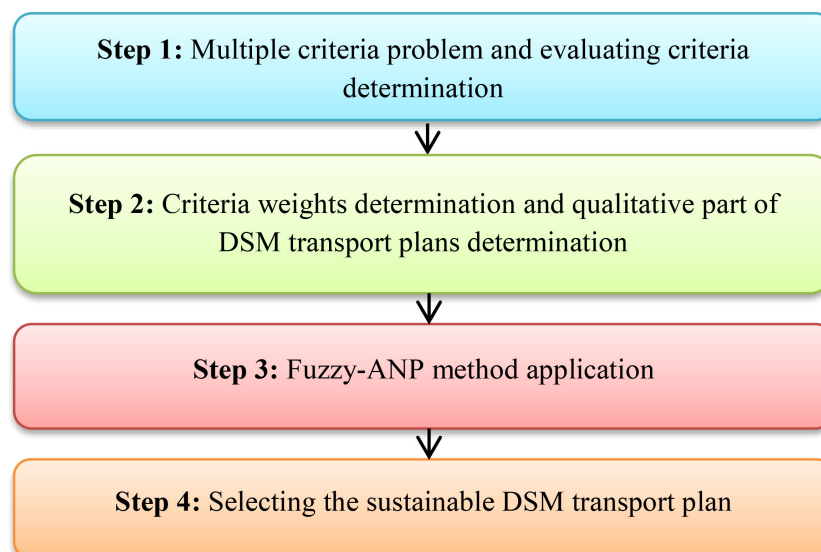 Step 1: Multiple criteria problem and evaluating criteria
determination
Step 2: Criteria weights determination and qualitative part of
DSM transport plans determination
Step 3: Fuzzy-ANP method application
Step 4: Selecting the sustainable DSM transport plan